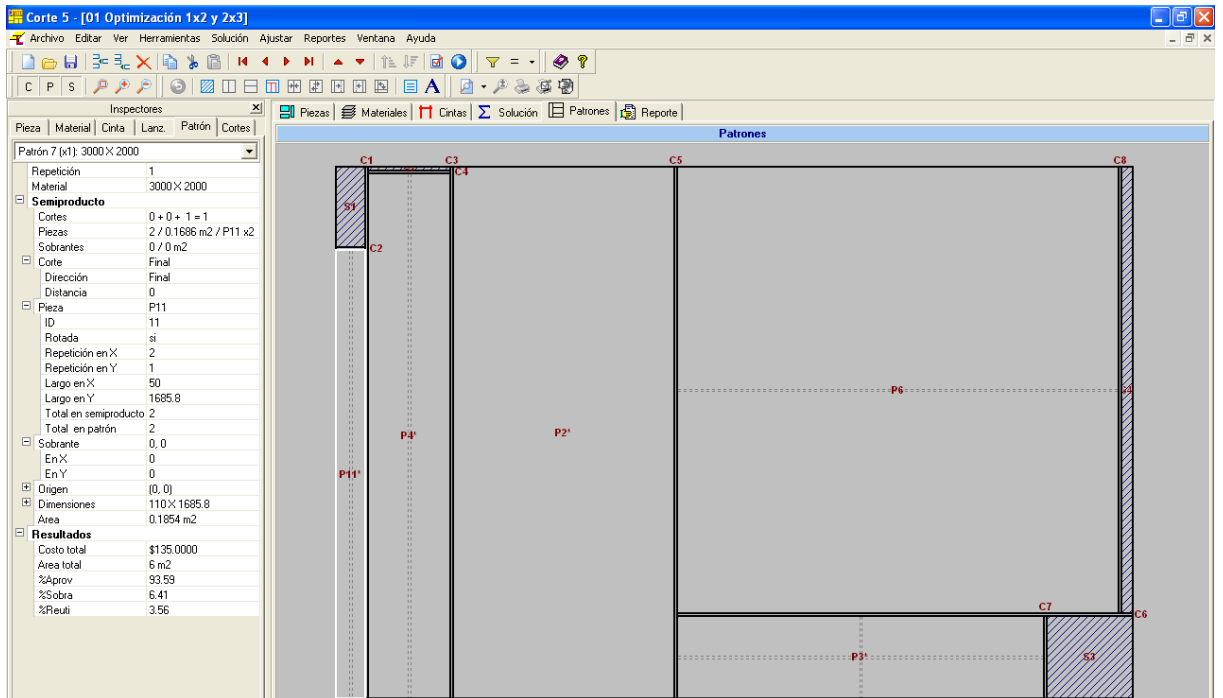 Corte 5 - [01 Optimización 1x2 y 2x3]
Archivo Editar Ver Herramientas Solución Ajustar Reportes Ventana Ayuda
C P S A
Inspectores
Pieza Material Cinta Lanz. Patrón Cortes
Patrón 7 (x1): 3000 X 2000
Repetición 1
Material 3000 X 2000
Semiproducto
Cortes 0 + 0 + 1 = 1
Piezas 2 / 0.1686 m2 / P11 x2
Sobrantes 0 / 0 m2
Corte Final
Dirección Final
Distancia 0
Pieza P11
ID 11
Rotada si
Repetición en X 2
Repetición en Y 1
Largo en X 50
Largo en Y 1685.8
Total en semiproducto 2
Total en patrón 2
Sobrante 0, 0
En X 0
En Y 0
Origen (0, 0)
Dimensiones 110 X 1685.8
Area 0.1854 m2
Resultados
Costo total $135.0000
Area total 6 m2
%Aprov 93.59
%Sobra 6.41
%Reuti 3.56
Piezas Materiales Cintas Solución Patrones Reporte
Patrones
C1 C3 C5 C8
C4
S1
C2
P6
P4*
P2*
P11*
C7
C6
P3*
S3